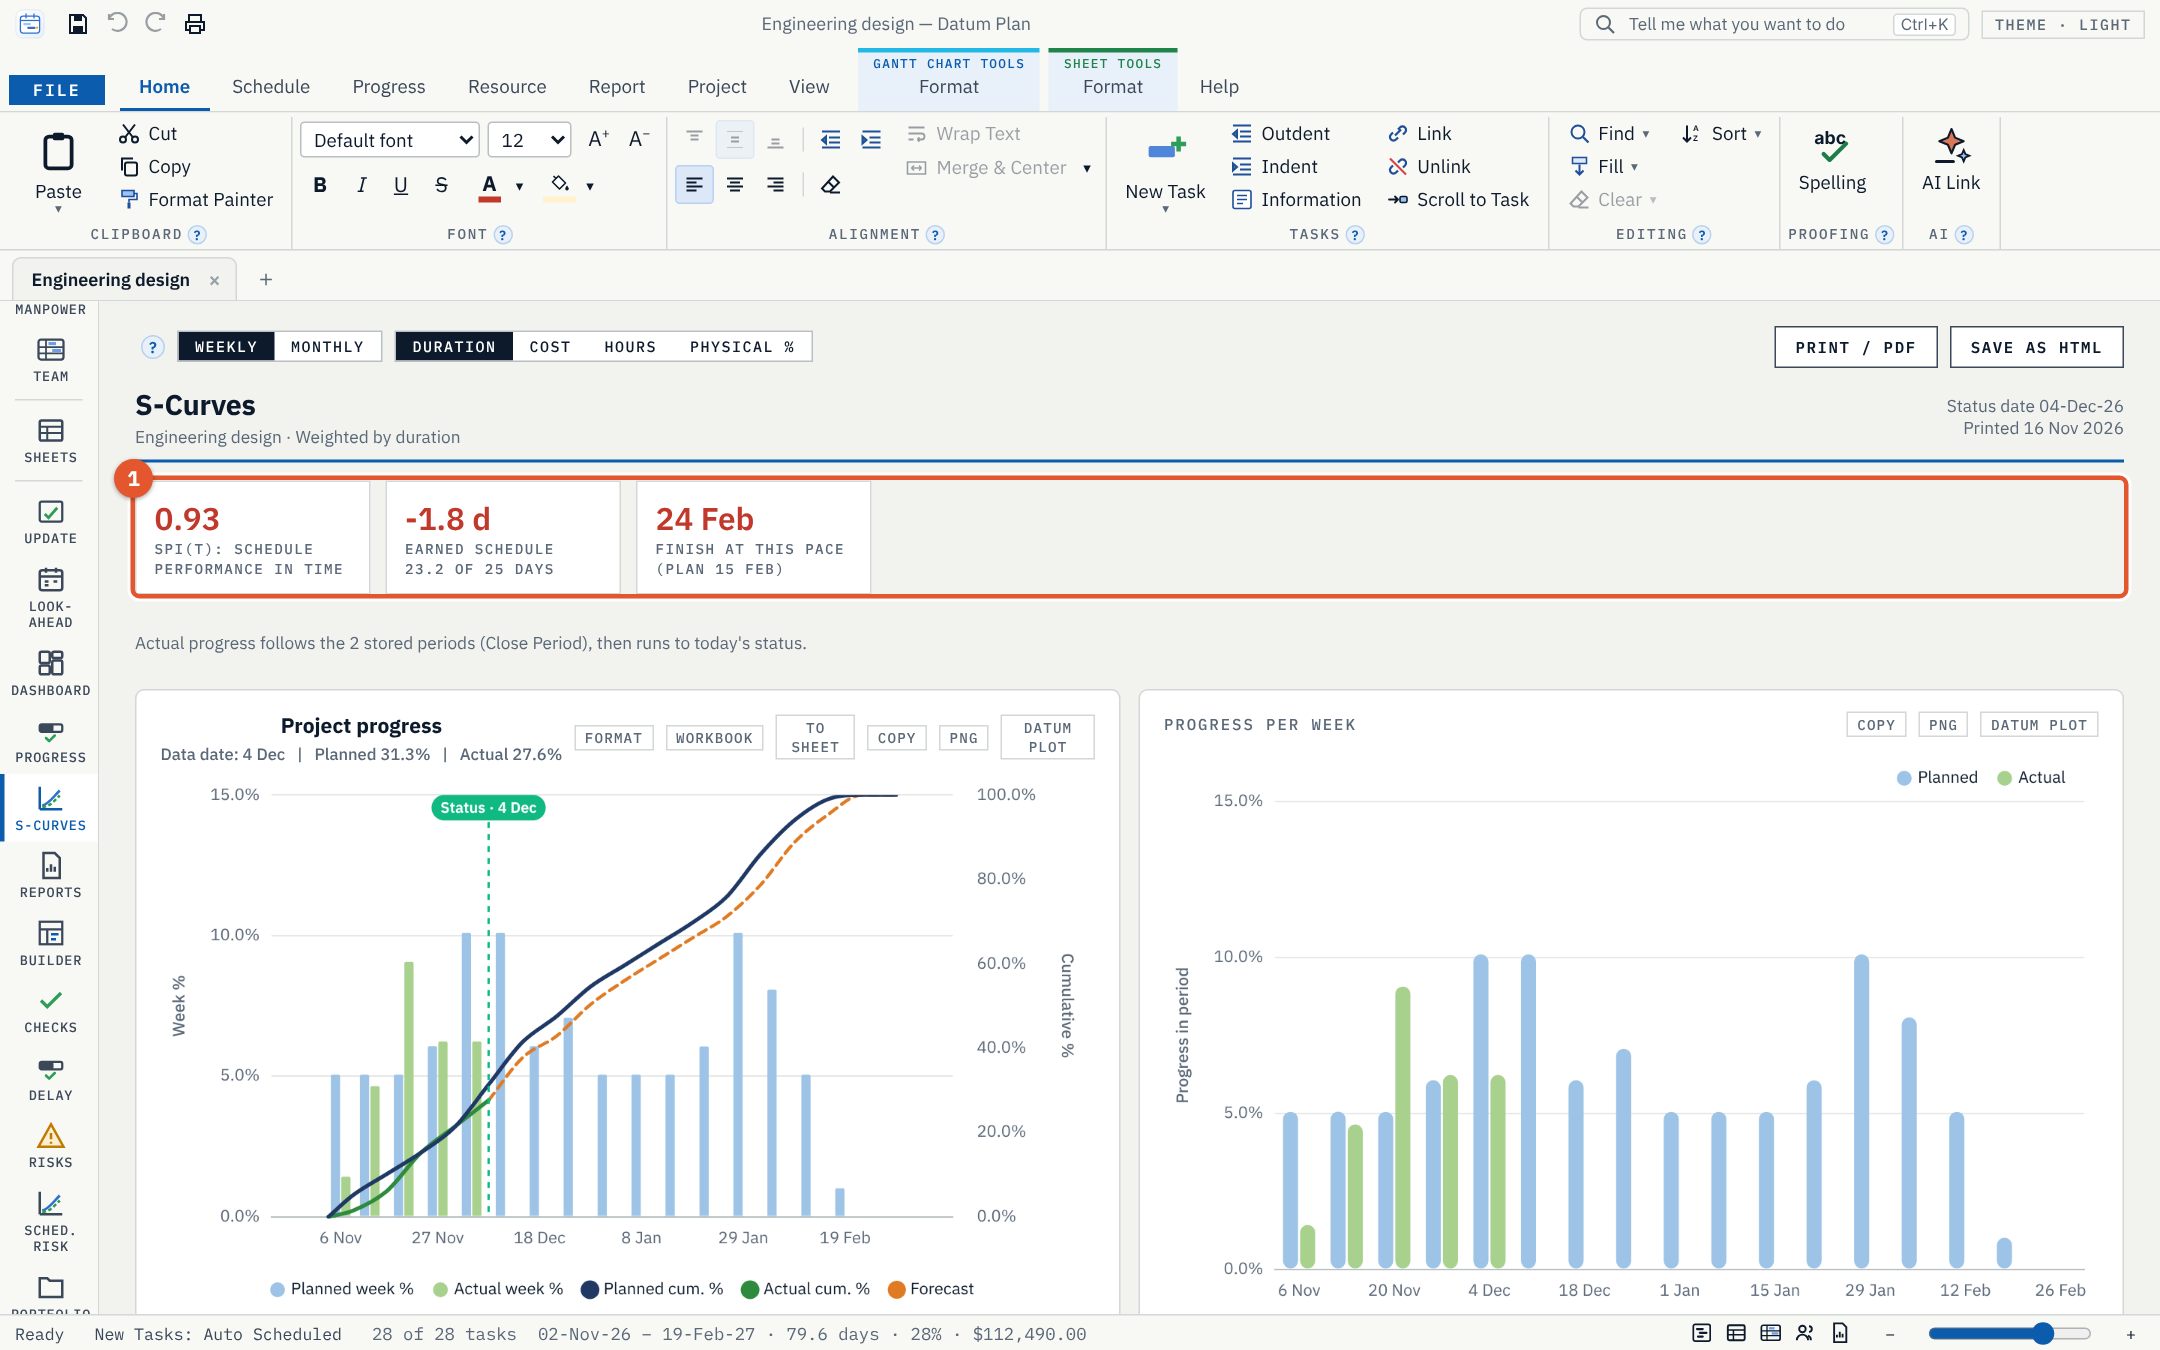 Engineering design — Datum Plan
Tell me what you want to do
Ctrl+K
THEME · LIGHT
GANTT CHART TOOLS
SHEET TOOLS
FILE
Home
Schedule
Progress
Resource
Report
Project
View
Format
Format
Help
Paste
Cut
Copy
Format Painter
CLIPBOARD ?
Default font
12
A+
A−
B
I
U
S
A
FONT ?
Wrap Text
Merge & Center
ALIGNMENT ?
New Task
Outdent
Indent
Information
Link
Unlink
Scroll to Task
TASKS ?
Find
Sort
Fill
Clear
EDITING ?
abc
Spelling
PROOFING ?
AI Link
AI ?
Engineering design ×
+
MANPOWER
TEAM
SHEETS
UPDATE
LOOK-
AHEAD
DASHBOARD
PROGRESS
S-CURVES
REPORTS
BUILDER
CHECKS
DELAY
RISKS
SCHED.
RISK
PORTFOLIO
?
WEEKLY
MONTHLY
DURATION
COST
HOURS
PHYSICAL %
PRINT / PDF
SAVE AS HTML
S-Curves
Engineering design · Weighted by duration
Status date 04-Dec-26
Printed 16 Nov 2026
1
0.93
SPI(T): SCHEDULE
PERFORMANCE IN TIME
-1.8 d
EARNED SCHEDULE
23.2 OF 25 DAYS
24 Feb
FINISH AT THIS PACE
(PLAN 15 FEB)
Actual progress follows the 2 stored periods (Close Period), then runs to today's status.
Project progress
Data date: 4 Dec | Planned 31.3% | Actual 27.6%
FORMAT
WORKBOOK
TO
SHEET
COPY
PNG
DATUM
PLOT
15.0%
10.0%
5.0%
0.0%
Week %
Status · 4 Dec
100.0%
80.0%
60.0%
40.0%
20.0%
0.0%
Cumulative %
6 Nov
27 Nov
18 Dec
8 Jan
29 Jan
19 Feb
Planned week %
Actual week %
Planned cum. %
Actual cum. %
Forecast
PROGRESS PER WEEK
COPY
PNG
DATUM PLOT
Planned
Actual
15.0%
10.0%
5.0%
0.0%
Progress in period
6 Nov
20 Nov
4 Dec
18 Dec
1 Jan
15 Jan
29 Jan
12 Feb
26 Feb
Ready
New Tasks: Auto Scheduled
28 of 28 tasks
02-Nov-26 – 19-Feb-27 · 79.6 days · 28% · $112,490.00
−
+